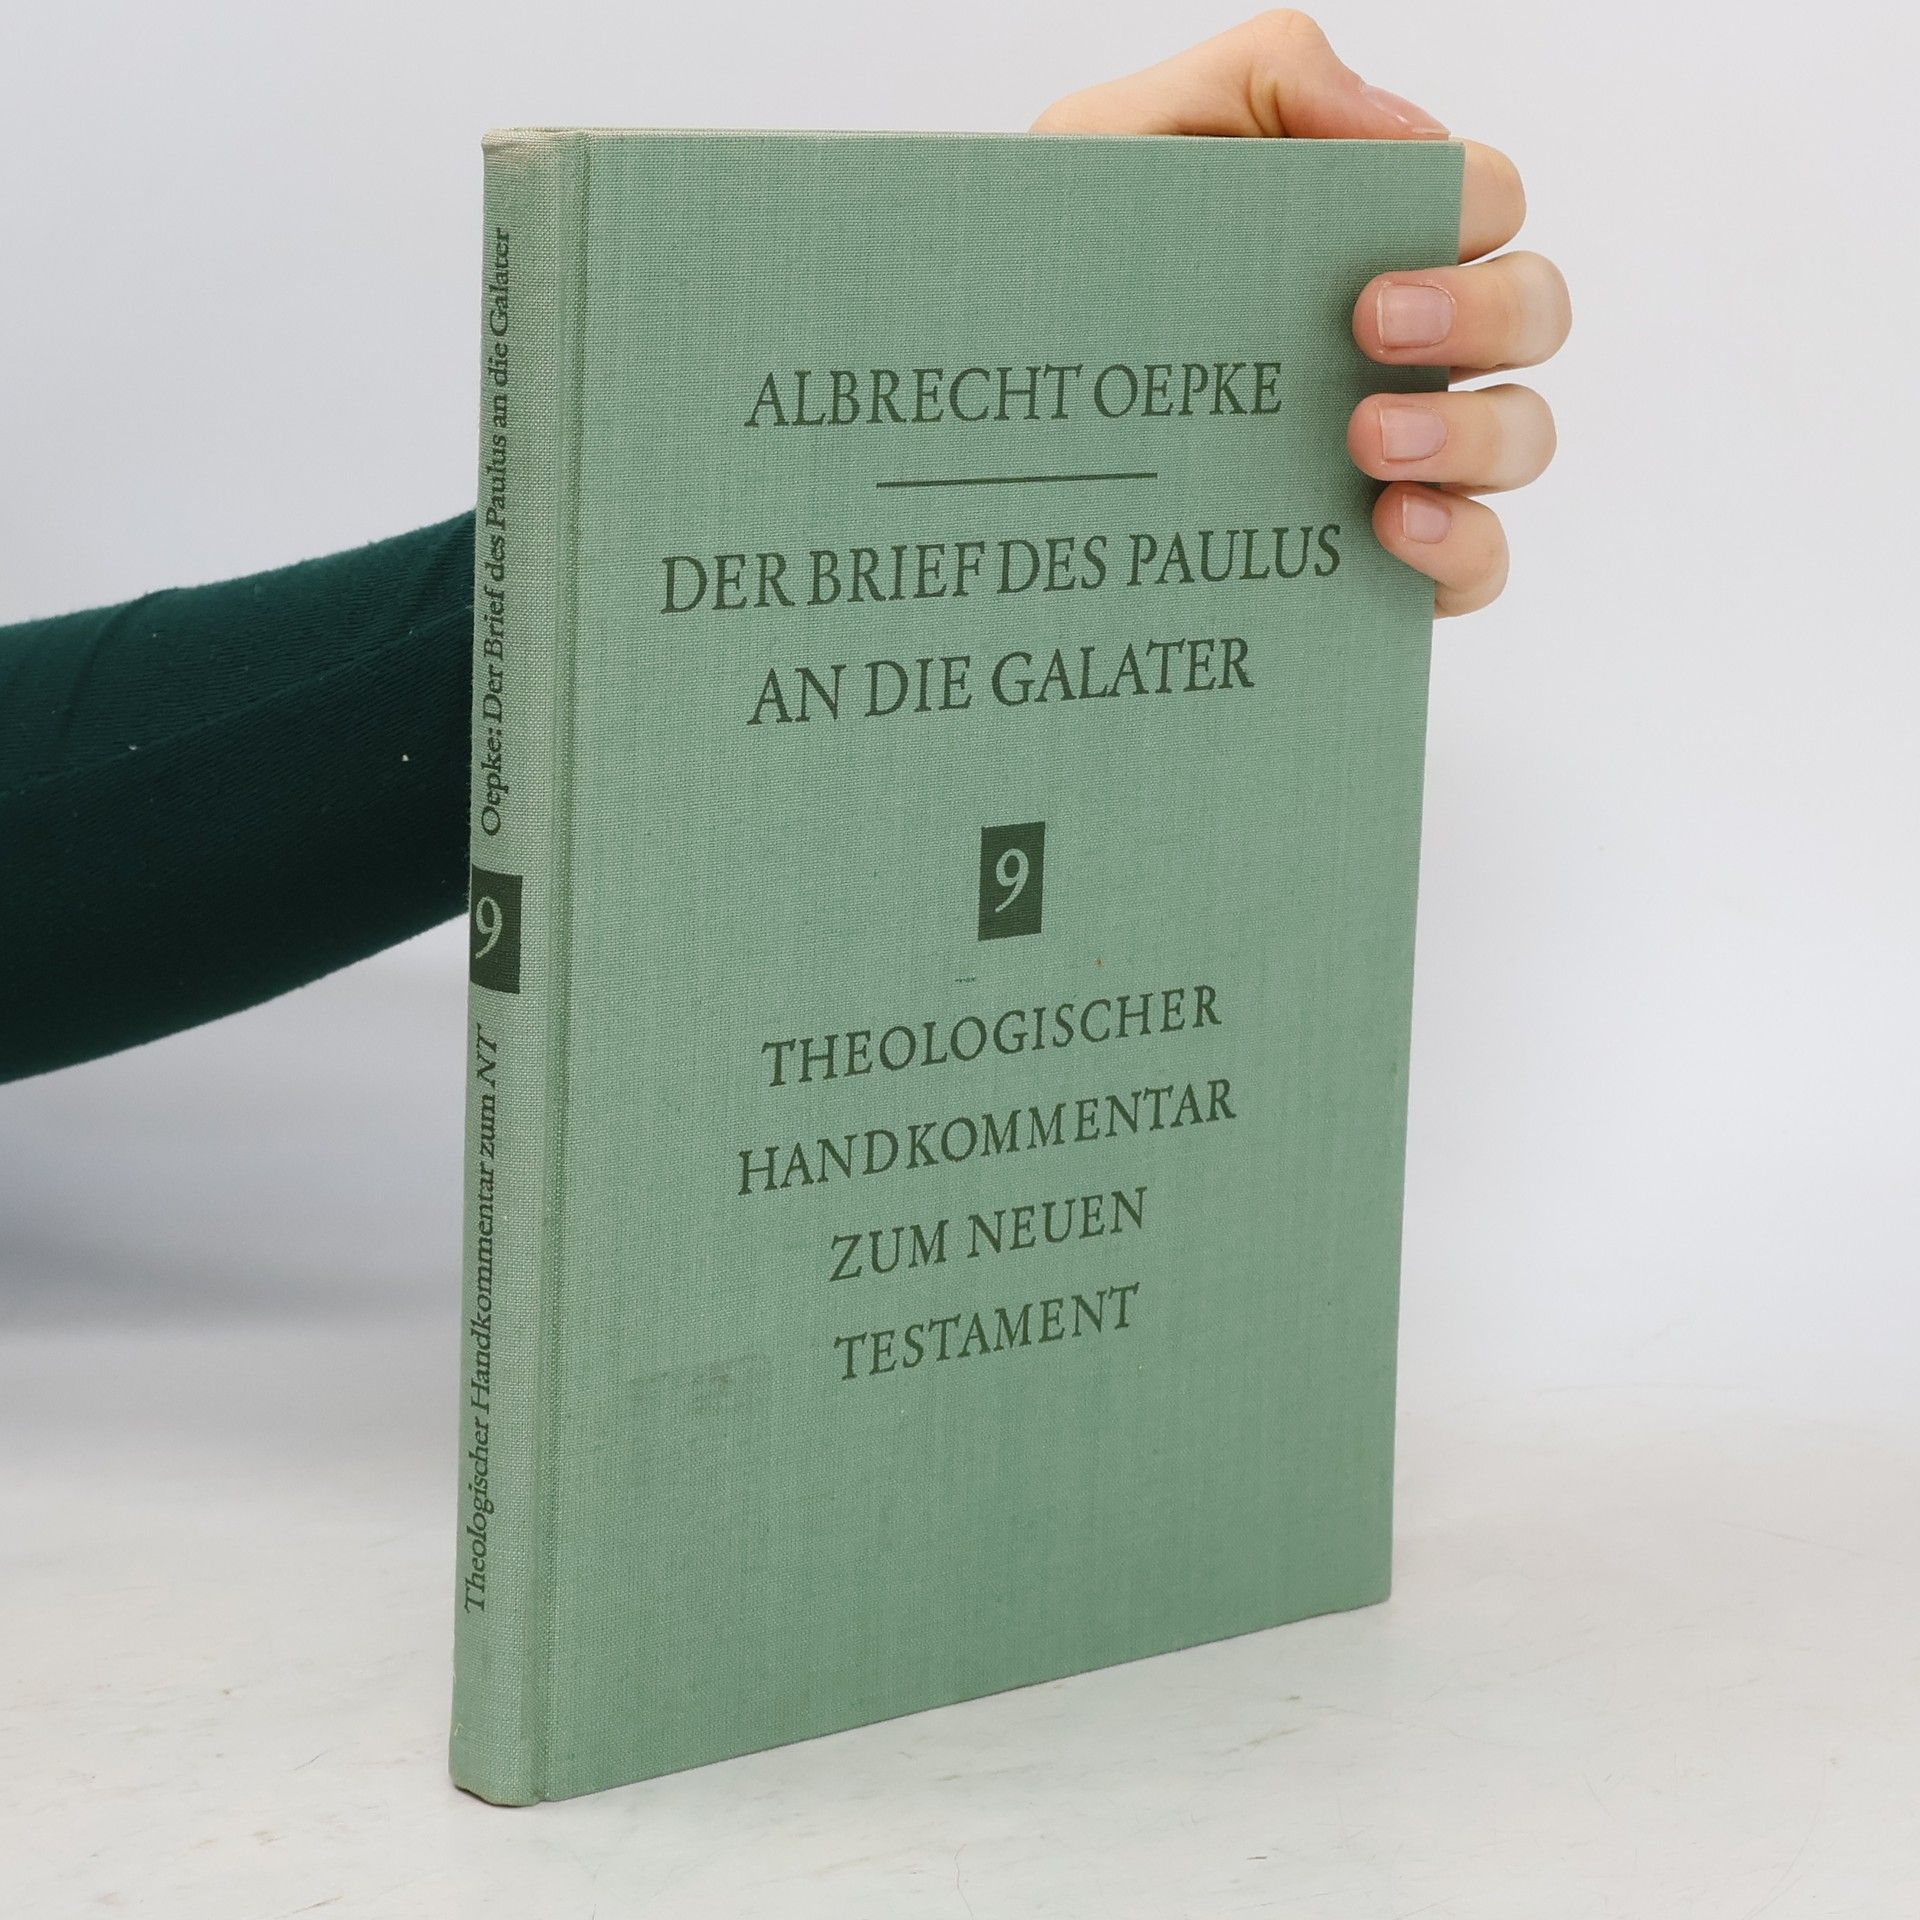 ALBRECHT OEPKE
DER BRIEF DES PAULUS
AN DIE GALATER
9
THEOLOGISCHER
HANDKOMMENTAR
ZUM NEUEN
TESTAMENT
Theologischer Handkommentar zum NT 9 Oepke: Der Brief des Paulus an die Galater